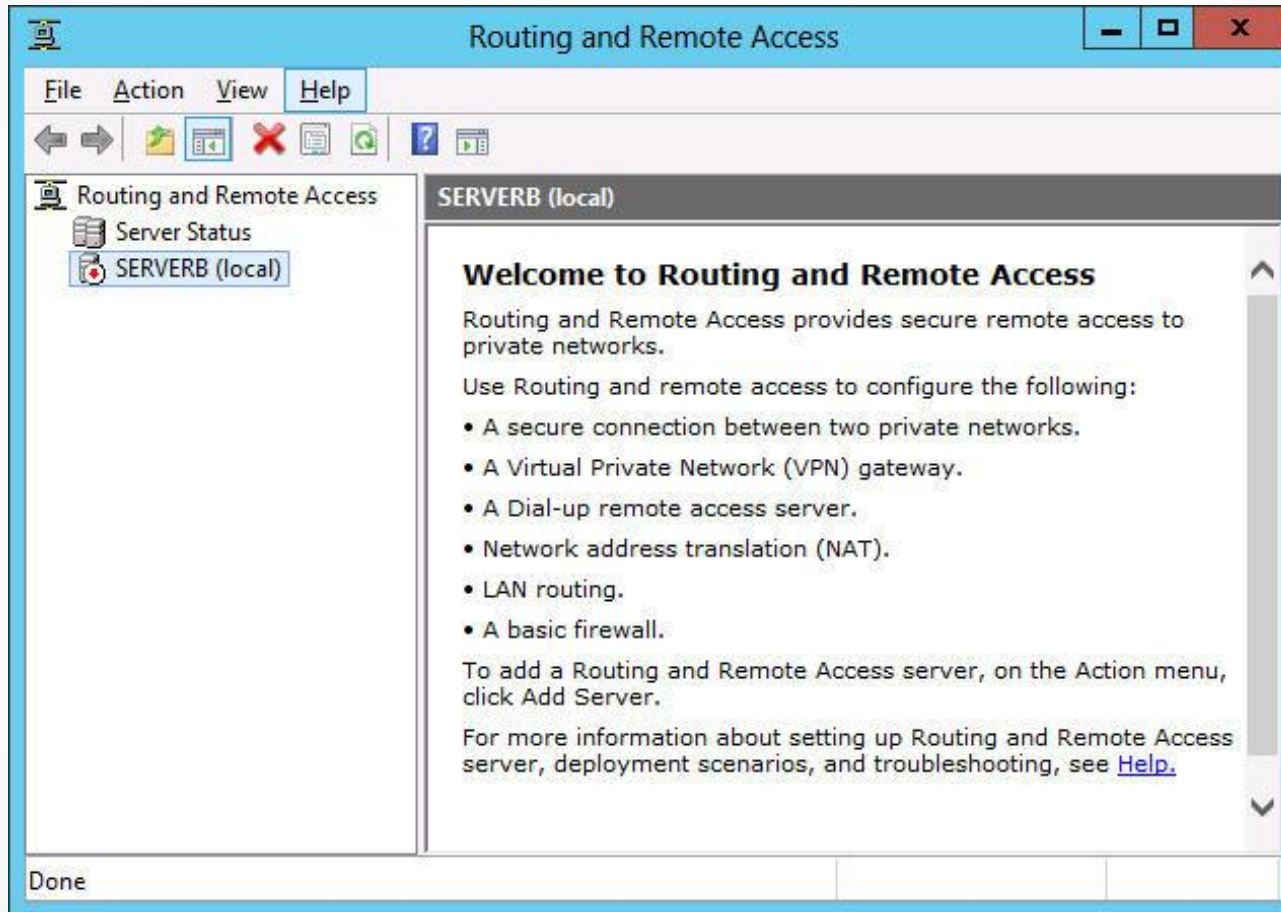 Routing and Remote Access
File Action View Help
Routing and Remote Access
Server Status
SERVERB (local)
SERVERB (local)
Welcome to Routing and Remote Access
Routing and Remote Access provides secure remote access to
private networks.
Use Routing and remote access to configure the following:
• A secure connection between two private networks.
• A Virtual Private Network (VPN) gateway.
• A Dial-up remote access server.
• Network address translation (NAT).
• LAN routing.
• A basic firewall.
To add a Routing and Remote Access server, on the Action menu,
click Add Server.
For more information about setting up Routing and Remote Access
server, deployment scenarios, and troubleshooting, see Help.
Done